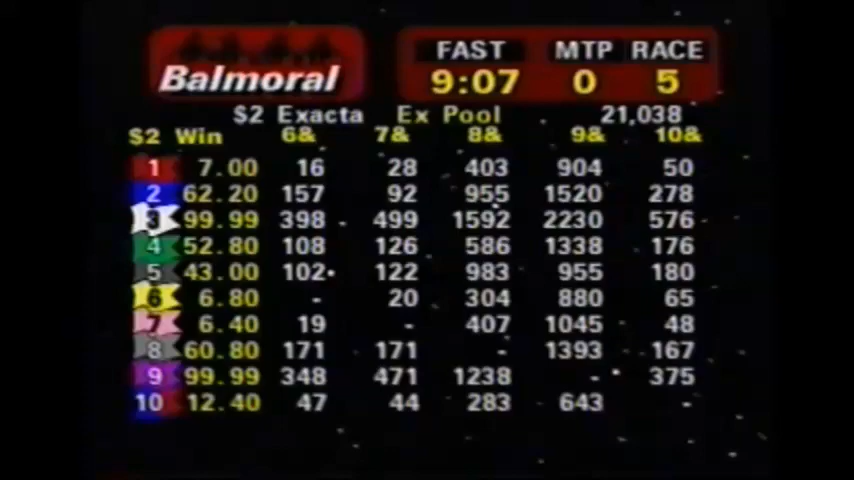 Balmoral
FAST MTP RACE
9:07 0 5
$2 Exacta Ex Pool 21,038
$2 Win 6& 7& 8& 9& 10&
1 7.00 16 28 403 904 50
2 62.20 157 92 955 1520 278
3 99.99 398 499 1592 2230 576
4 52.80 108 126 586 1338 176
5 43.00 102 122 983 955 180
6 6.80 - 20 304 880 65
7 6.40 19 - 407 1045 48
8 60.80 171 171 - 1393 167
9 99.99 348 471 1238 - 375
10 12.40 47 44 283 643 -